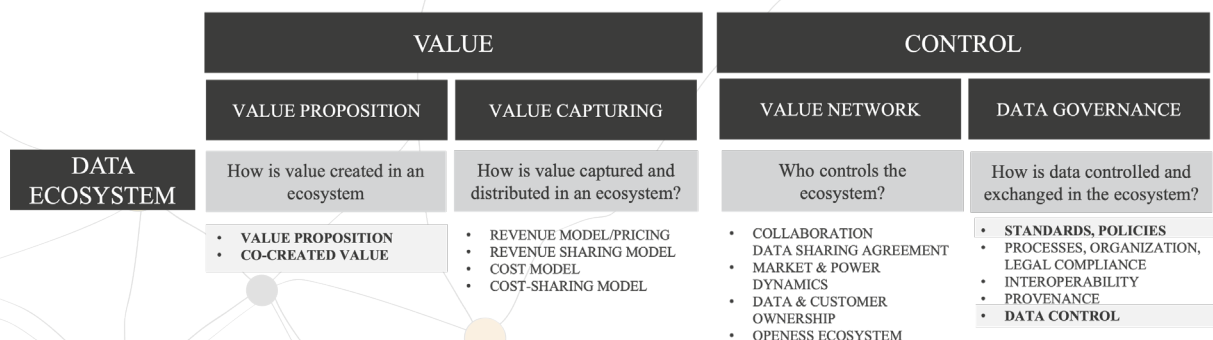 VALUE
CONTROL
VALUE PROPOSITION
VALUE CAPTURING
VALUE NETWORK
DATA GOVERNANCE
DATA
ECOSYSTEM
How is value created in an
ecosystem
How is value captured and
distributed in an ecosystem?
Who controls the
ecosystem?
How is data controlled and
exchanged in the ecosystem?
• VALUE PROPOSITION
• CO-CREATED VALUE
• REVENUE MODEL/PRICING
• REVENUE SHARING MODEL
• COST MODEL
• COST-SHARING MODEL
• COLLABORATION
DATA SHARING AGREEMENT
• MARKET & POWER
DYNAMICS
• DATA & CUSTOMER
OWNERSHIP
• OPENESS ECOSYSTEM
• STANDARDS, POLICIES
• PROCESSES, ORGANIZATION,
LEGAL COMPLIANCE
• INTEROPERABILITY
• PROVENANCE
• DATA CONTROL